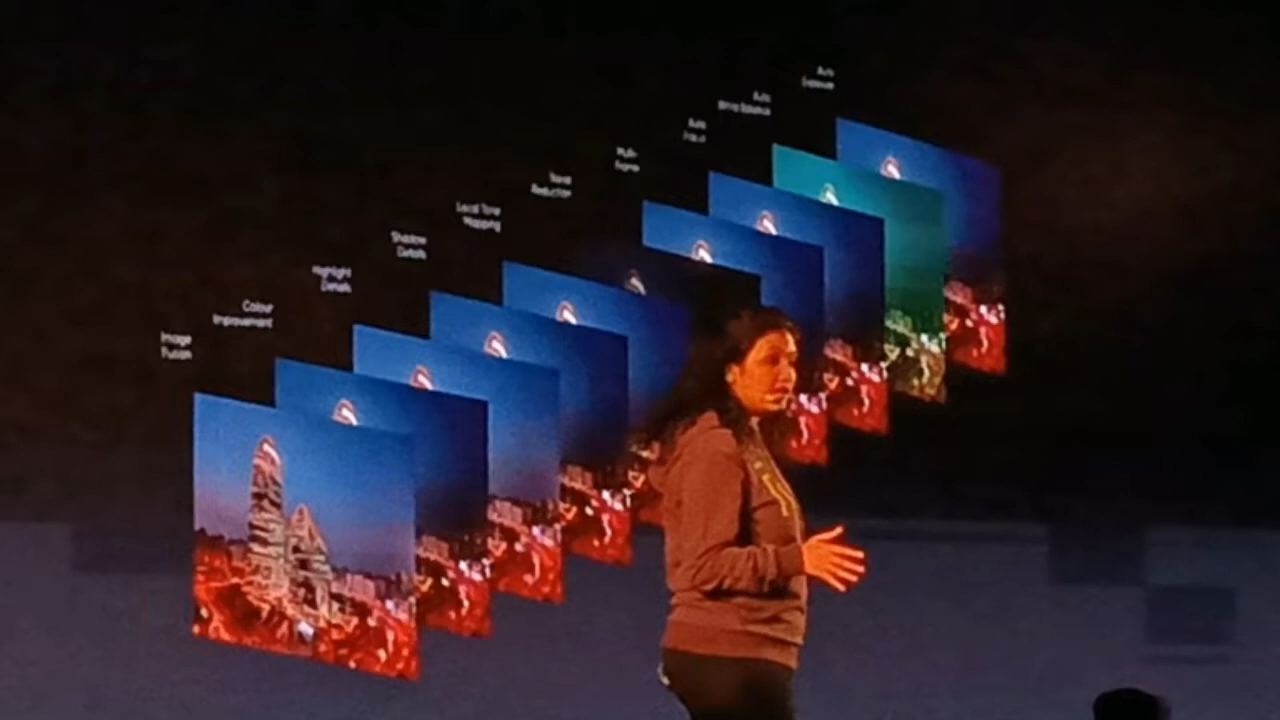 Image
Fusion
Colour
Improvement
Highlight
Details
Shadow
Details
Local Tone
Mapping
Noise
Reduction
Multi-
frame
Auto
Focus
Auto
White Balance
Auto
Exposure